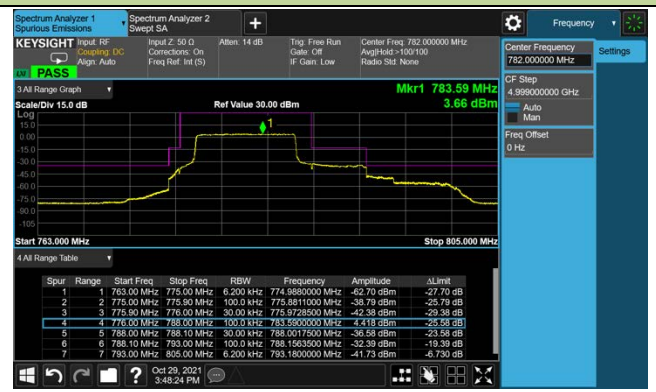 Spectrum Analyzer 1
Spurious Emissions
Spectrum Analyzer 2
Swept SA
Frequency
KEYSIGHT
Input: RF
Coupling: DC
Align: Auto
Input Z: 50 Ω
Corrections: On
Freq Ref: Int (S)
Atten: 14 dB
Trig: Free Run
Gate: Off
IF Gain: Low
Center Freq: 782.000000 MHz
Avg|Hold:>100/100
Radio Std: None
LXI
PASS
Center Frequency
782.000000 MHz
Settings
CF Step
4.999000000 GHz
Auto
Man
Freq Offset
0 Hz
3 All Range Graph
Mkr1 783.59 MHz
Scale/Div 15.0 dB
Ref Value 30.00 dBm
3.66 dBm
Log
15.0
0.00
-15.0
-30.0
-45.0
-60.0
-75.0
-90.0
-105
1
Start 763.000 MHz
Stop 805.000 MHz
4 All Range Table
Spur Range Start Freq Stop Freq RBW Frequency Amplitude ΔLimit
1 1 763.00 MHz 775.00 MHz 6.200 kHz 774.9880000 MHz -62.70 dBm -27.70 dB
2 2 775.00 MHz 775.90 MHz 100.0 kHz 775.8811000 MHz -38.79 dBm -25.79 dB
3 3 775.90 MHz 776.00 MHz 30.00 kHz 775.9728500 MHz -42.38 dBm -29.38 dB
4 4 776.00 MHz 788.00 MHz 100.0 kHz 783.5900000 MHz 4.418 dBm -25.58 dB
5 5 788.00 MHz 788.10 MHz 30.00 kHz 788.0017500 MHz -36.58 dBm -23.58 dB
6 6 788.10 MHz 793.00 MHz 100.0 kHz 788.1563500 MHz -32.39 dBm -19.39 dB
7 7 793.00 MHz 805.00 MHz 6.200 kHz 793.1800000 MHz -41.73 dBm -6.730 dB
Oct 29, 2021
3:48:24 PM